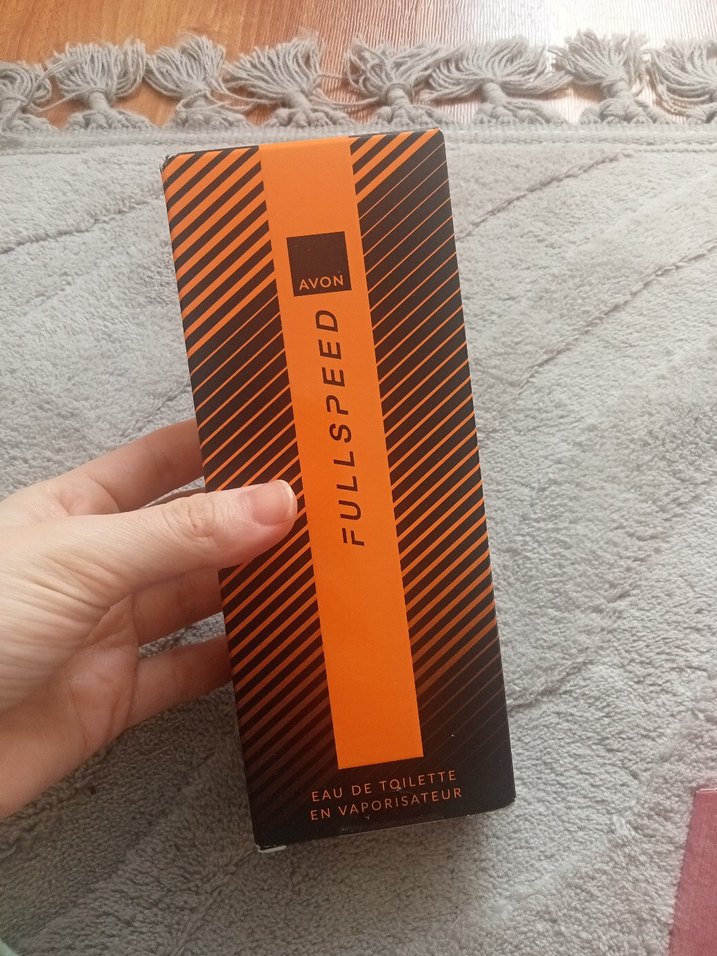 AVON
FULLSPEED
EAU DE TOILETTE
EN VAPORISATEUR